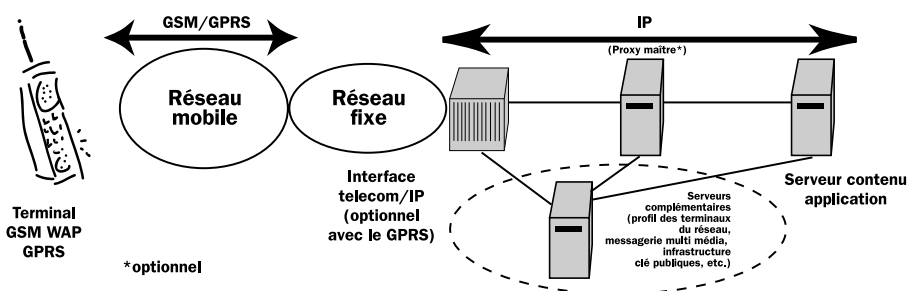 GSM/GPRS
IP
(Proxy maître*)
Réseau
mobile
Réseau
fixe
Terminal
GSM WAP
GPRS
Interface
telecom/IP
(optionnel
avec le GPRS)
Serveur contenu
application
Serveurs
complémentaires
(profil des terminaux
du réseau,
messagerie multi média,
infrastructure
clé publiques, etc.)
*optionnel